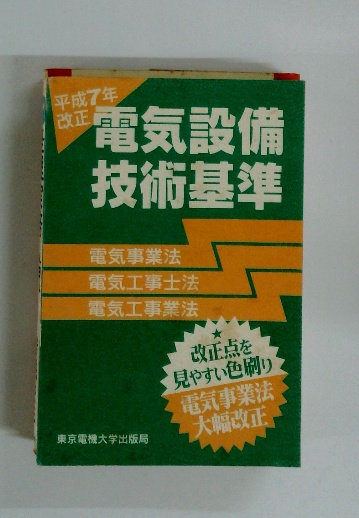 平成7年
改正
電気設備
技術基準
電気事業法
電気工事士法
電気工事業法
★
改正点を
見やすい色刷り
電気事業法
大幅改正
東京電機大学出版局